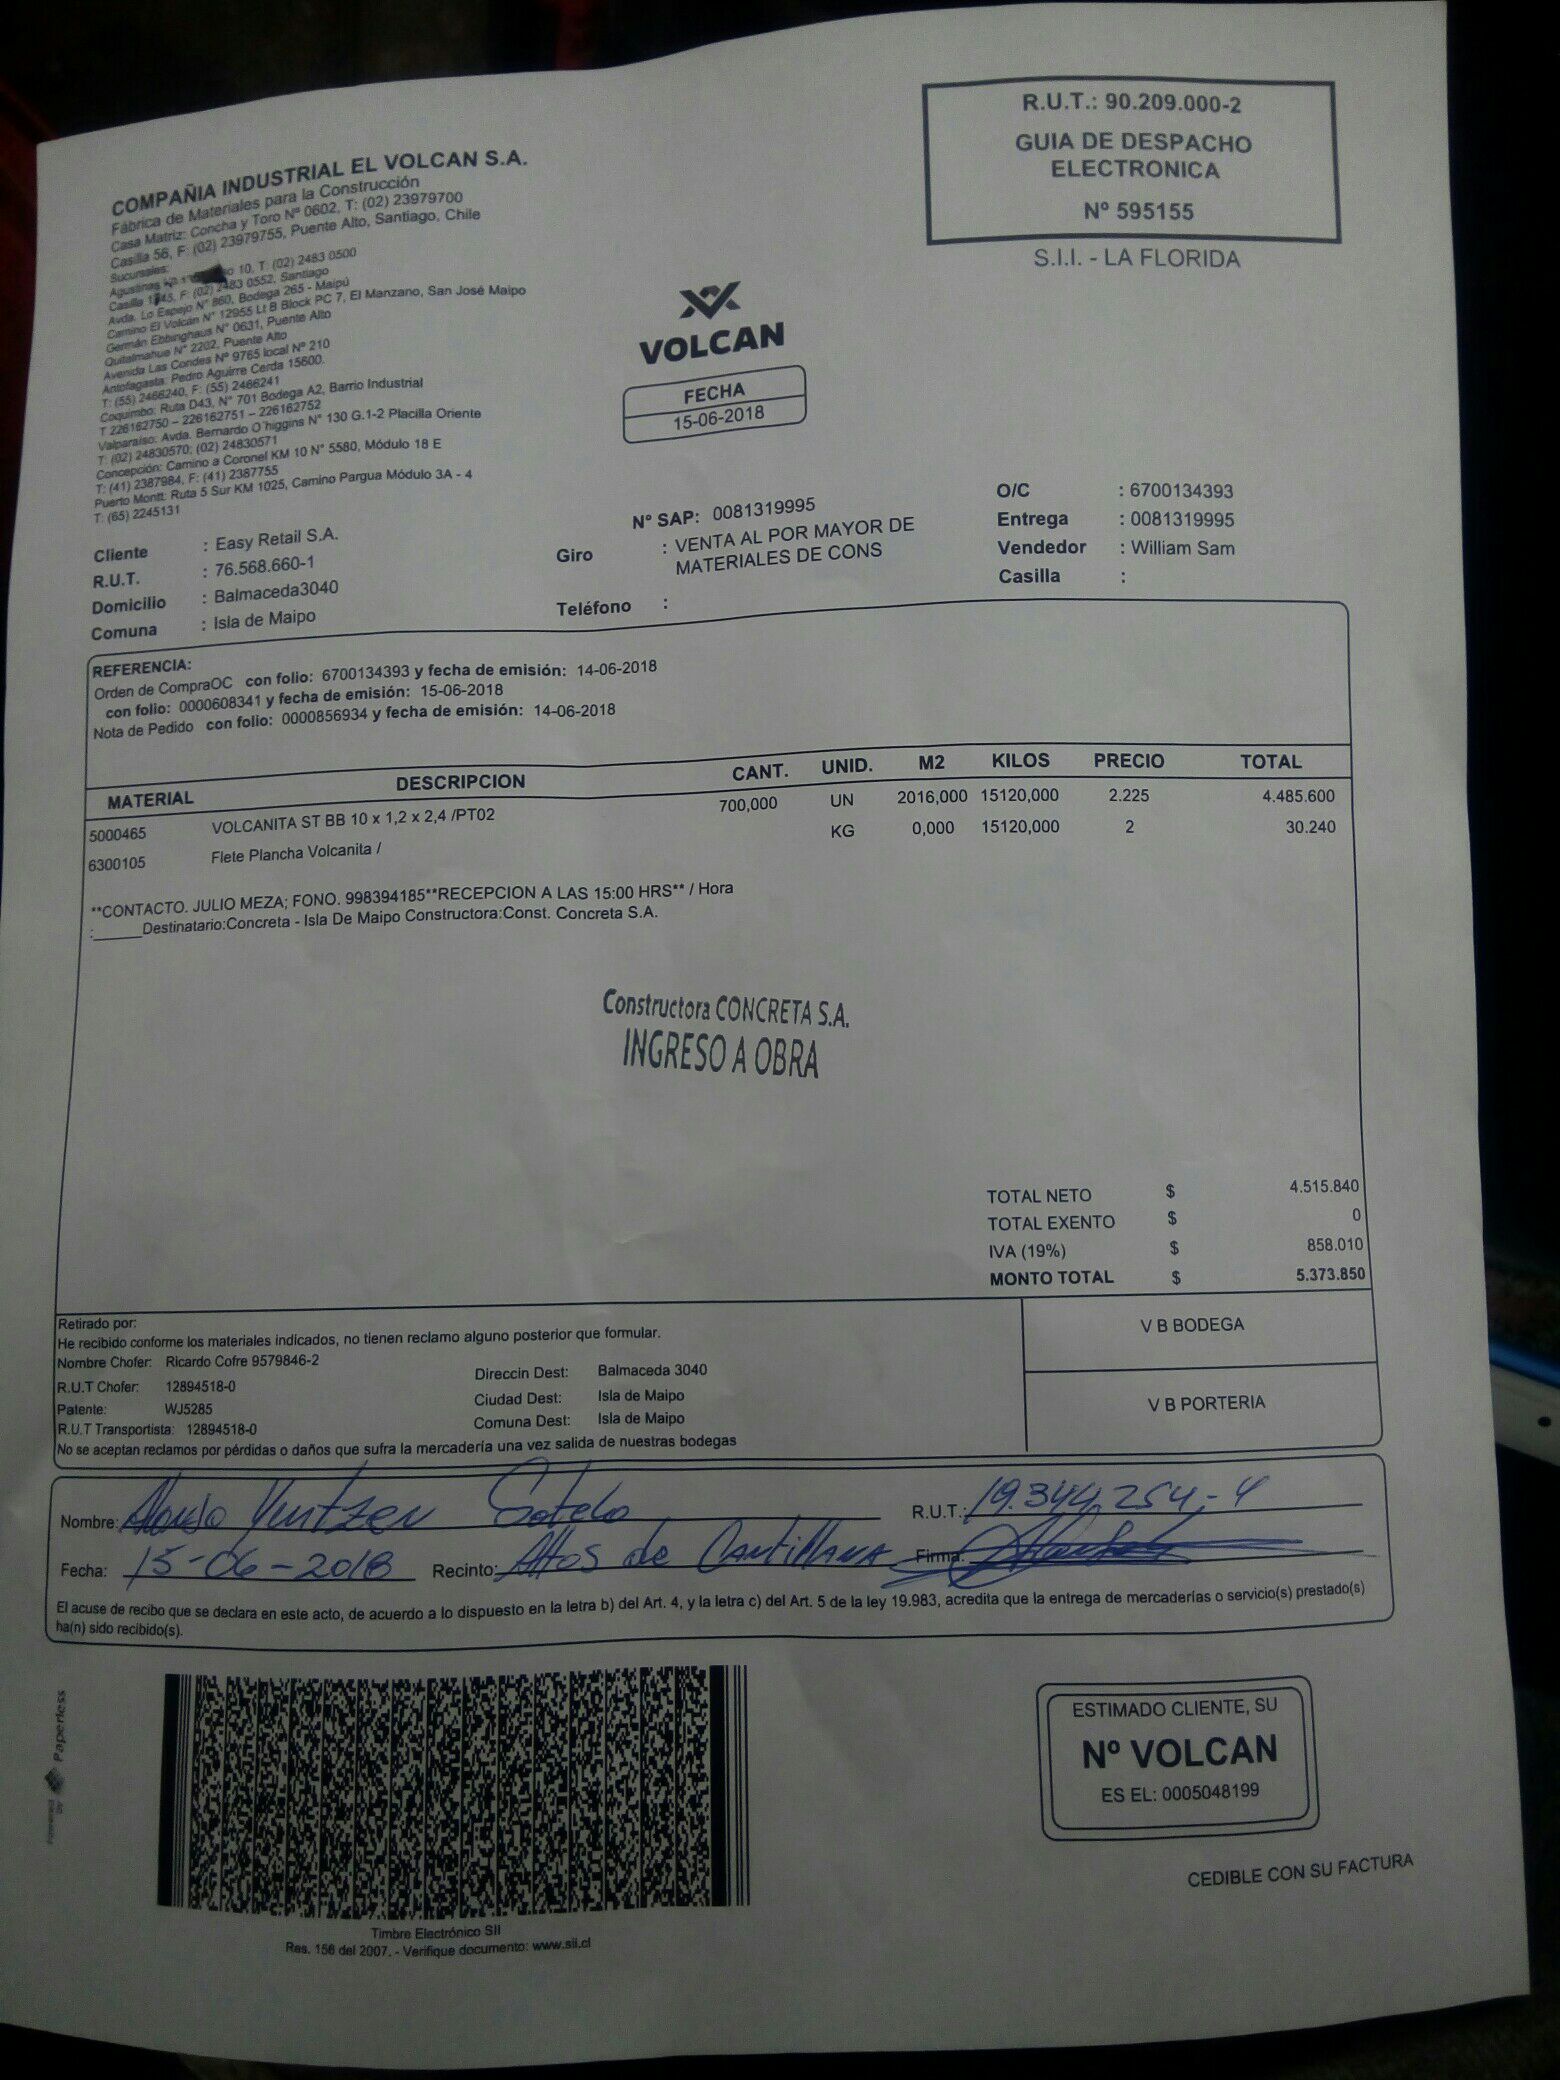 R.U.T.: 90.209.000-2
GUIA DE DESPACHO
ELECTRONICA
Nº 595155
S.I.I. - LA FLORIDA
COMPAÑIA INDUSTRIAL EL VOLCAN S.A.
Fábrica de Materiales para la Construcción
Casa Matriz: Concha y Toro Nº 0602, T: (02) 23979700
Casilla 56, F: (02) 23979755, Puente Alto, Santiago, Chile
Sucursales:
Agustinas 10, T: (02) 2483 0500
Casilla F: (02) 2483 0552, Santiago
Avda. Lo Espejo N° 860, Bodega 265 - Maipú
Camino El Volcán N° 12955 Lt B Block PC 7, El Manzano, San José Maipo
Germán Ebbinghaus N° 0631, Puente Alto
Quitalmahue N° 2202, Puente Alto
Avenida Las Condes Nº 9765 local Nº 210
Antofagasta: Pedro Aguirre Cerda 15600.
T: (55) 2466240, F: (55) 2466241
Coquimbo: Ruta D43, N° 701 Bodega A2, Barrio Industrial
T 226162750 – 226162751 – 226162752
Valparaíso: Avda. Bernardo O´higgins N° 130 G.1-2 Placilla Oriente
T: (02) 24830570; (02) 24830571
Concepción: Camino a Coronel KM 10 N° 5580, Módulo 18 E
T: (41) 2387984, F: (41) 2387755
Puerto Montt: Ruta 5 Sur KM 1025, Camino Pargua Módulo 3A - 4
T: (65) 2245131
VOLCAN
FECHA
15-06-2018
Nº SAP: 0081319995
Cliente : Easy Retail S.A.
R.U.T. : 76.568.660-1
Domicilio : Balmaceda3040
Comuna : Isla de Maipo
Giro : VENTA AL POR MAYOR DE
MATERIALES DE CONS
Teléfono :
O/C : 6700134393
Entrega : 0081319995
Vendedor : William Sam
Casilla :
REFERENCIA:
Orden de CompraOC con folio: 6700134393 y fecha de emisión: 14-06-2018
con folio: 0000608341 y fecha de emisión: 15-06-2018
Nota de Pedido con folio: 0000856934 y fecha de emisión: 14-06-2018
MATERIAL DESCRIPCION CANT. UNID. M2 KILOS PRECIO TOTAL
5000465 VOLCANITA ST BB 10 x 1,2 x 2,4 /PT02 700,000 UN 2016,000 15120,000 2.225 4.485.600
6300105 Flete Plancha Volcanita / KG 0,000 15120,000 2 30.240
**CONTACTO. JULIO MEZA; FONO. 998394185**RECEPCION A LAS 15:00 HRS** / Hora
:______Destinatario:Concreta - Isla De Maipo Constructora:Const. Concreta S.A.
Constructora CONCRETA S.A.
INGRESO A OBRA
TOTAL NETO $ 4.515.840
TOTAL EXENTO $ 0
IVA (19%) $ 858.010
MONTO TOTAL $ 5.373.850
Retirado por:
He recibido conforme los materiales indicados, no tienen reclamo alguno posterior que formular.
Nombre Chofer: Ricardo Cofre 9579846-2
R.U.T Chofer: 12894518-0
Patente: WJ5285
R.U.T Transportista: 12894518-0
Direccin Dest: Balmaceda 3040
Ciudad Dest: Isla de Maipo
Comuna Dest: Isla de Maipo
No se aceptan reclamos por pérdidas o daños que sufra la mercadería una vez salida de nuestras bodegas
V B BODEGA
V B PORTERIA
Nombre: Sotelo R.U.T.: 19.344.254-4
Fecha: 15-06-2018 Recinto: Altos de Cantillana Firma:
El acuse de recibo que se declara en este acto, de acuerdo a lo dispuesto en la letra b) del Art. 4, y la letra c) del Art. 5 de la ley 19.983, acredita que la entrega de mercaderías o servicio(s) prestado(s)
ha(n) sido recibido(s).
Powered by Paperless
Timbre Electrónico SII
Res. 156 del 2007. - Verifique documento: www.sii.cl
ESTIMADO CLIENTE, SU
Nº VOLCAN
ES EL: 0005048199
CEDIBLE CON SU FACTURA